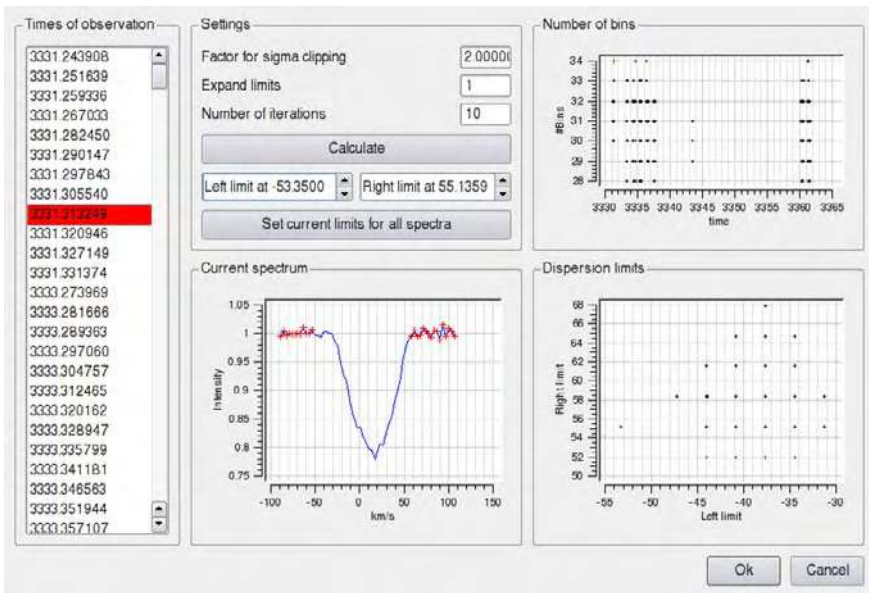 Times of observation
3331.243908
3331.251639
3331.259336
3331.267033
3331.282450
3331.290147
3331.297843
3331.305540
3331.313249
3331.320946
3331.327149
3331.331374
3333.273969
3333.281666
3333.289363
3333.297060
3333.304757
3333.312465
3333.320162
3333.328947
3333.335799
3333.341181
3333.346563
3333.351944
3333.357107
Settings
Factor for sigma clipping 2.00000
Expand limits 1
Number of iterations 10
Calculate
Left limit at -53.3500 Right limit at 55.1359
Set current limits for all spectra
Number of bins
34
33
32
31
30
29
28
#Bins
3330 3335 3340 3345 3350 3355 3360 3365
time
Current spectrum
1.05
1
0.95
0.9
0.85
0.8
0.75
Intensity
-100 -50 0 50 100 150
km/s
Dispersion limits
68
66
64
62
60
58
56
54
52
50
Right limit
-55 -50 -45 -40 -35 -30
Left limit
Ok Cancel